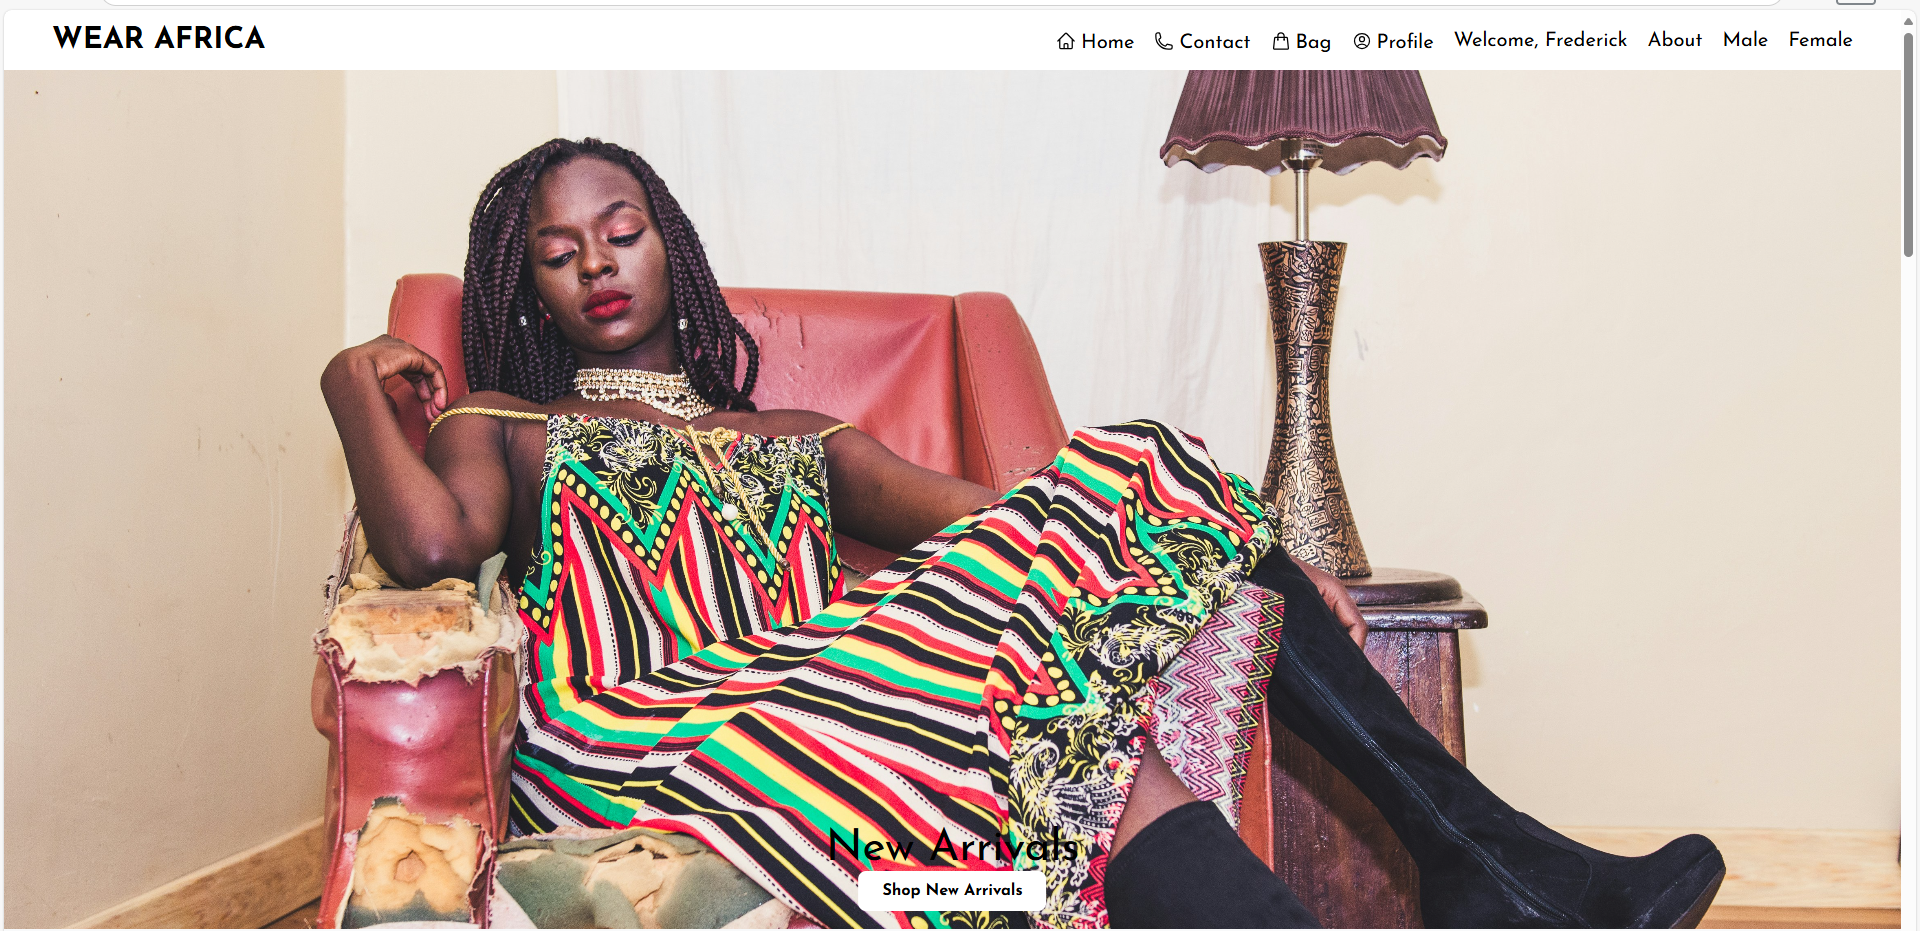 WEAR AFRICA
Home Contact Bag Profile Welcome, Frederick About Male Female
New Arrivals
Shop New Arrivals